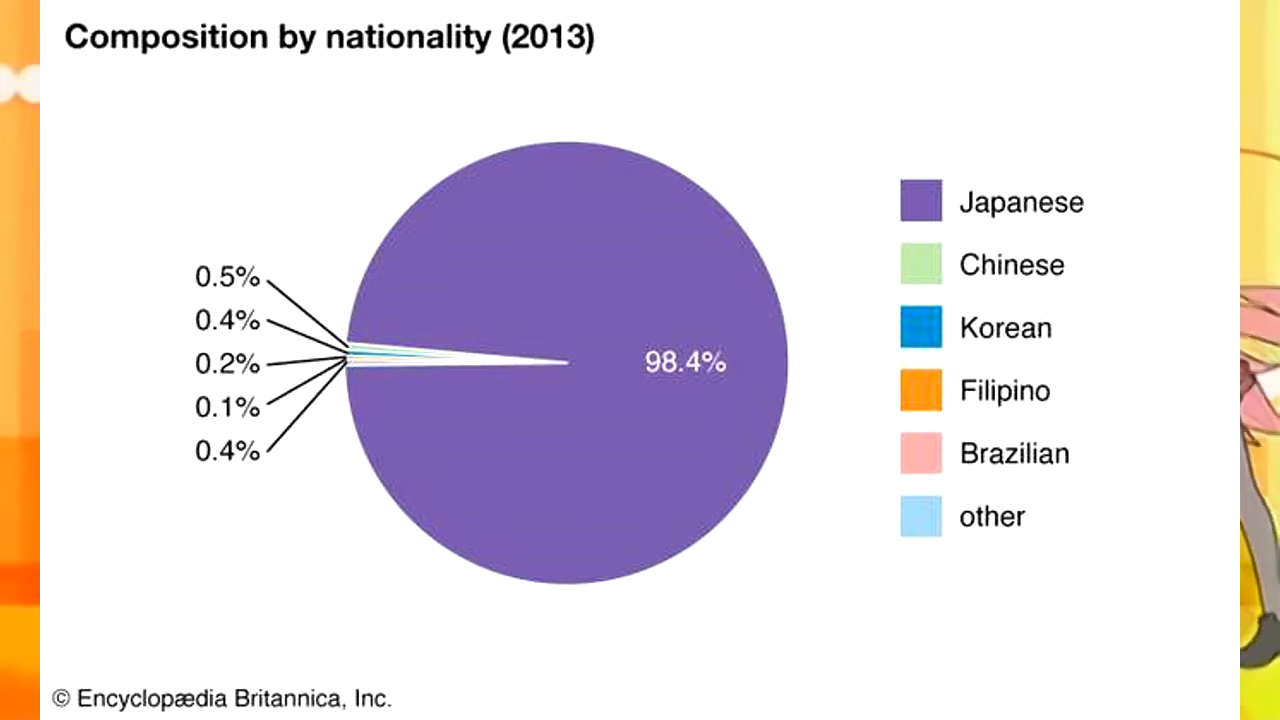 Composition by nationality (2013)
0.5%
0.4%
0.2%
0.1%
0.4%
98.4%
Japanese
Chinese
Korean
Filipino
Brazilian
other
© Encyclopædia Britannica, Inc.